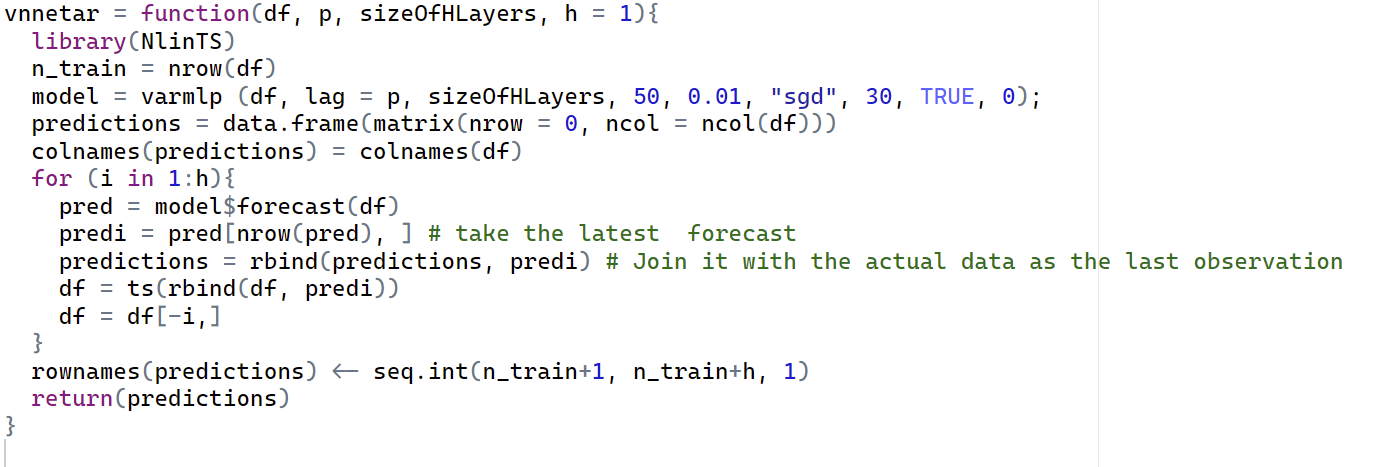 vnnetar = function(df, p, sizeOfHLayers, h = 1){
  library(NlinTS)
  n_train = nrow(df)
  model = varmlp (df, lag = p, sizeOfHLayers, 50, 0.01, "sgd", 30, TRUE, 0);
  predictions = data.frame(matrix(nrow = 0, ncol = ncol(df)))
  colnames(predictions) = colnames(df)
  for (i in 1:h){
    pred = model$forecast(df)
    predi = pred[nrow(pred), ] # take the latest  forecast
    predictions = rbind(predictions, predi) # Join it with the actual data as the last observation
    df = ts(rbind(df, predi))
    df = df[-i,]
  }
  rownames(predictions) <- seq.int(n_train+1, n_train+h, 1)
  return(predictions)
}